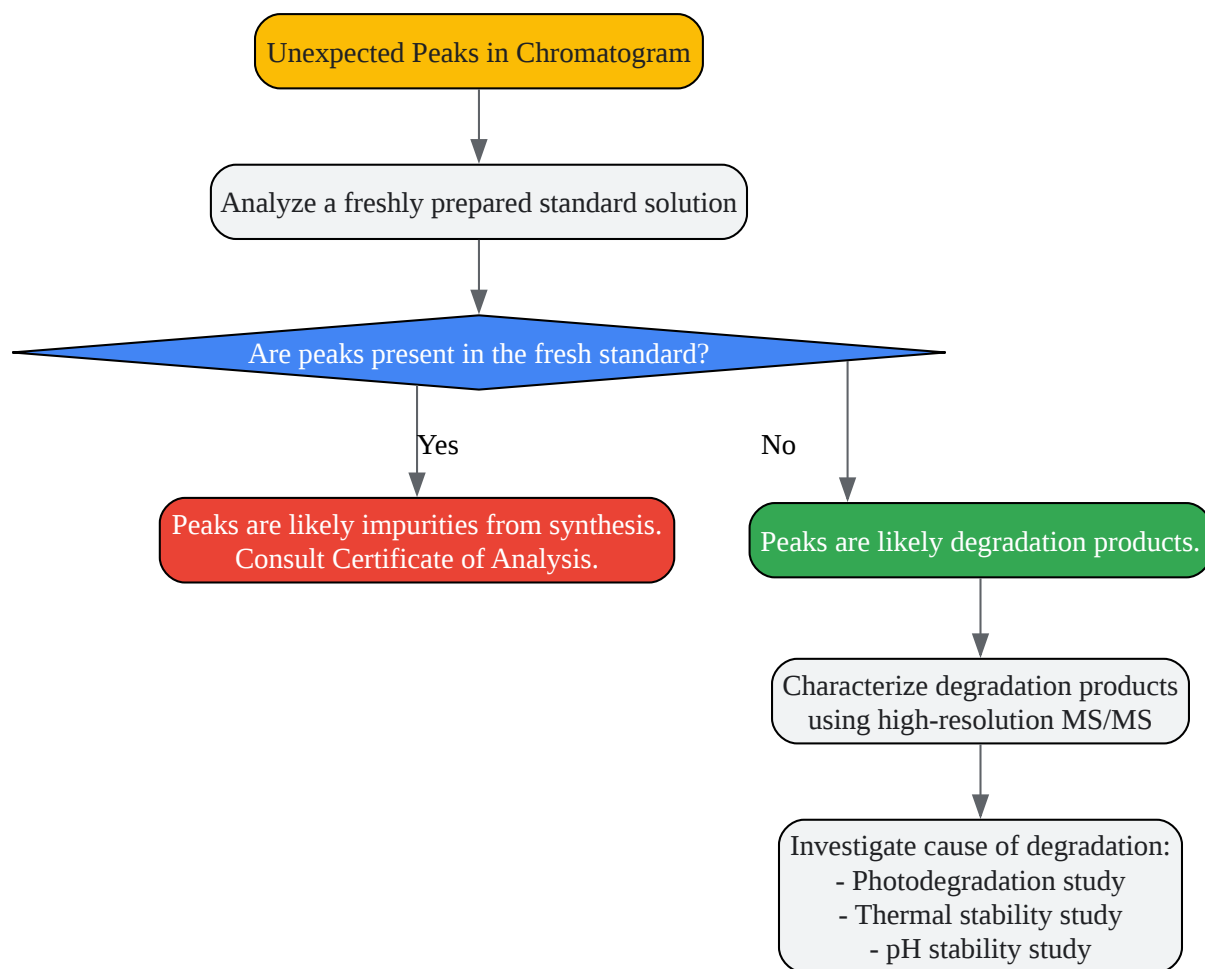 Unexpected Peaks in Chromatogram
Analyze a freshly prepared standard solution
Are peaks present in the fresh standard?
Yes
No
Peaks are likely impurities from synthesis.
Consult Certificate of Analysis.
Peaks are likely degradation products.
Characterize degradation products
using high-resolution MS/MS
Investigate cause of degradation:
- Photodegradation study
- Thermal stability study
- pH stability study